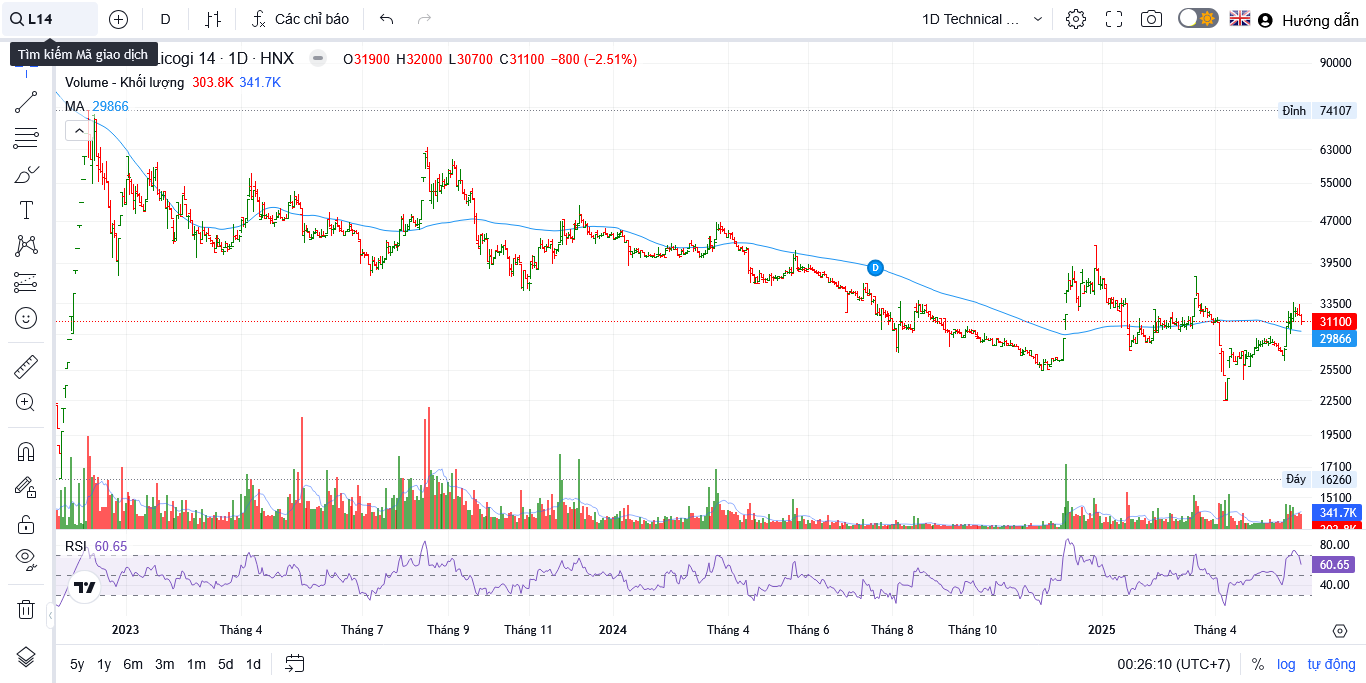 L14 D Các chỉ báo 1D Technical ... Hướng dẫn
Tìm kiếm Mã giao dịch
Licogi 14 · 1D · HNX O31900 H32000 L30700 C31100 −800 (−2.51%)
Volume - Khối lượng 303.8K 341.7K
MA 29866
90000
Đỉnh 74107
63000
55000
47000
D
39500
33500
31100
29866
25500
22500
19500
17100
Đáy 16260
15100
341.7K
303.8K
RSI 60.65
80.00
60.65
40.00
2023 Tháng 4 Tháng 7 Tháng 9 Tháng 11 2024 Tháng 4 Tháng 6 Tháng 8 Tháng 10 2025 Tháng 4
5y 1y 6m 3m 1m 5d 1d 00:26:10 (UTC+7) % log tự động